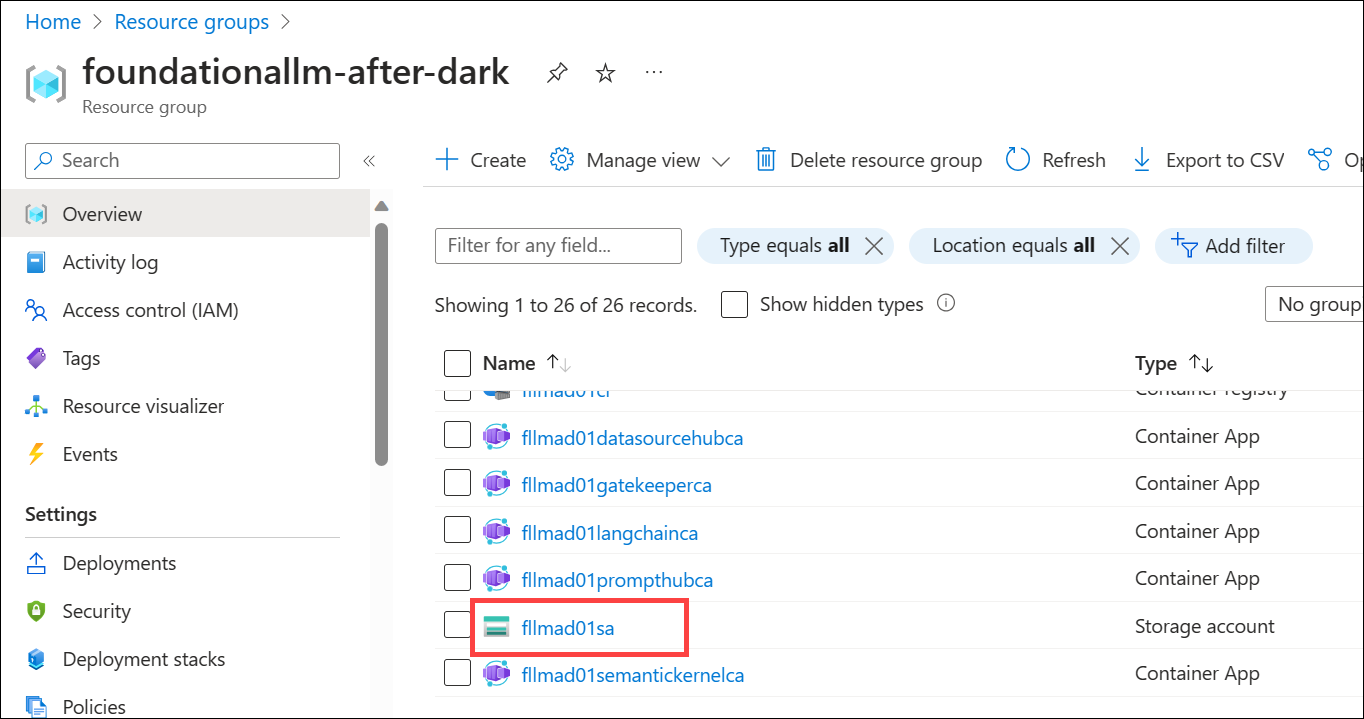 Home > Resource groups >
foundationallm-after-dark ...
Resource group
Search «
Overview
Activity log
Access control (IAM)
Tags
Resource visualizer
Events
Settings
Deployments
Security
Deployment stacks
Policies
+ Create Manage view Delete resource group Refresh Export to CSV
Filter for any field... Type equals all Location equals all Add filter
Showing 1 to 26 of 26 records. Show hidden types No group
Name Type
fllmad01cr Container registry
fllmad01datasourcehubca Container App
fllmad01gatekeeperca Container App
fllmad01langchainca Container App
fllmad01prompthubca Container App
fllmad01sa Storage account
fllmad01semantickernelca Container App